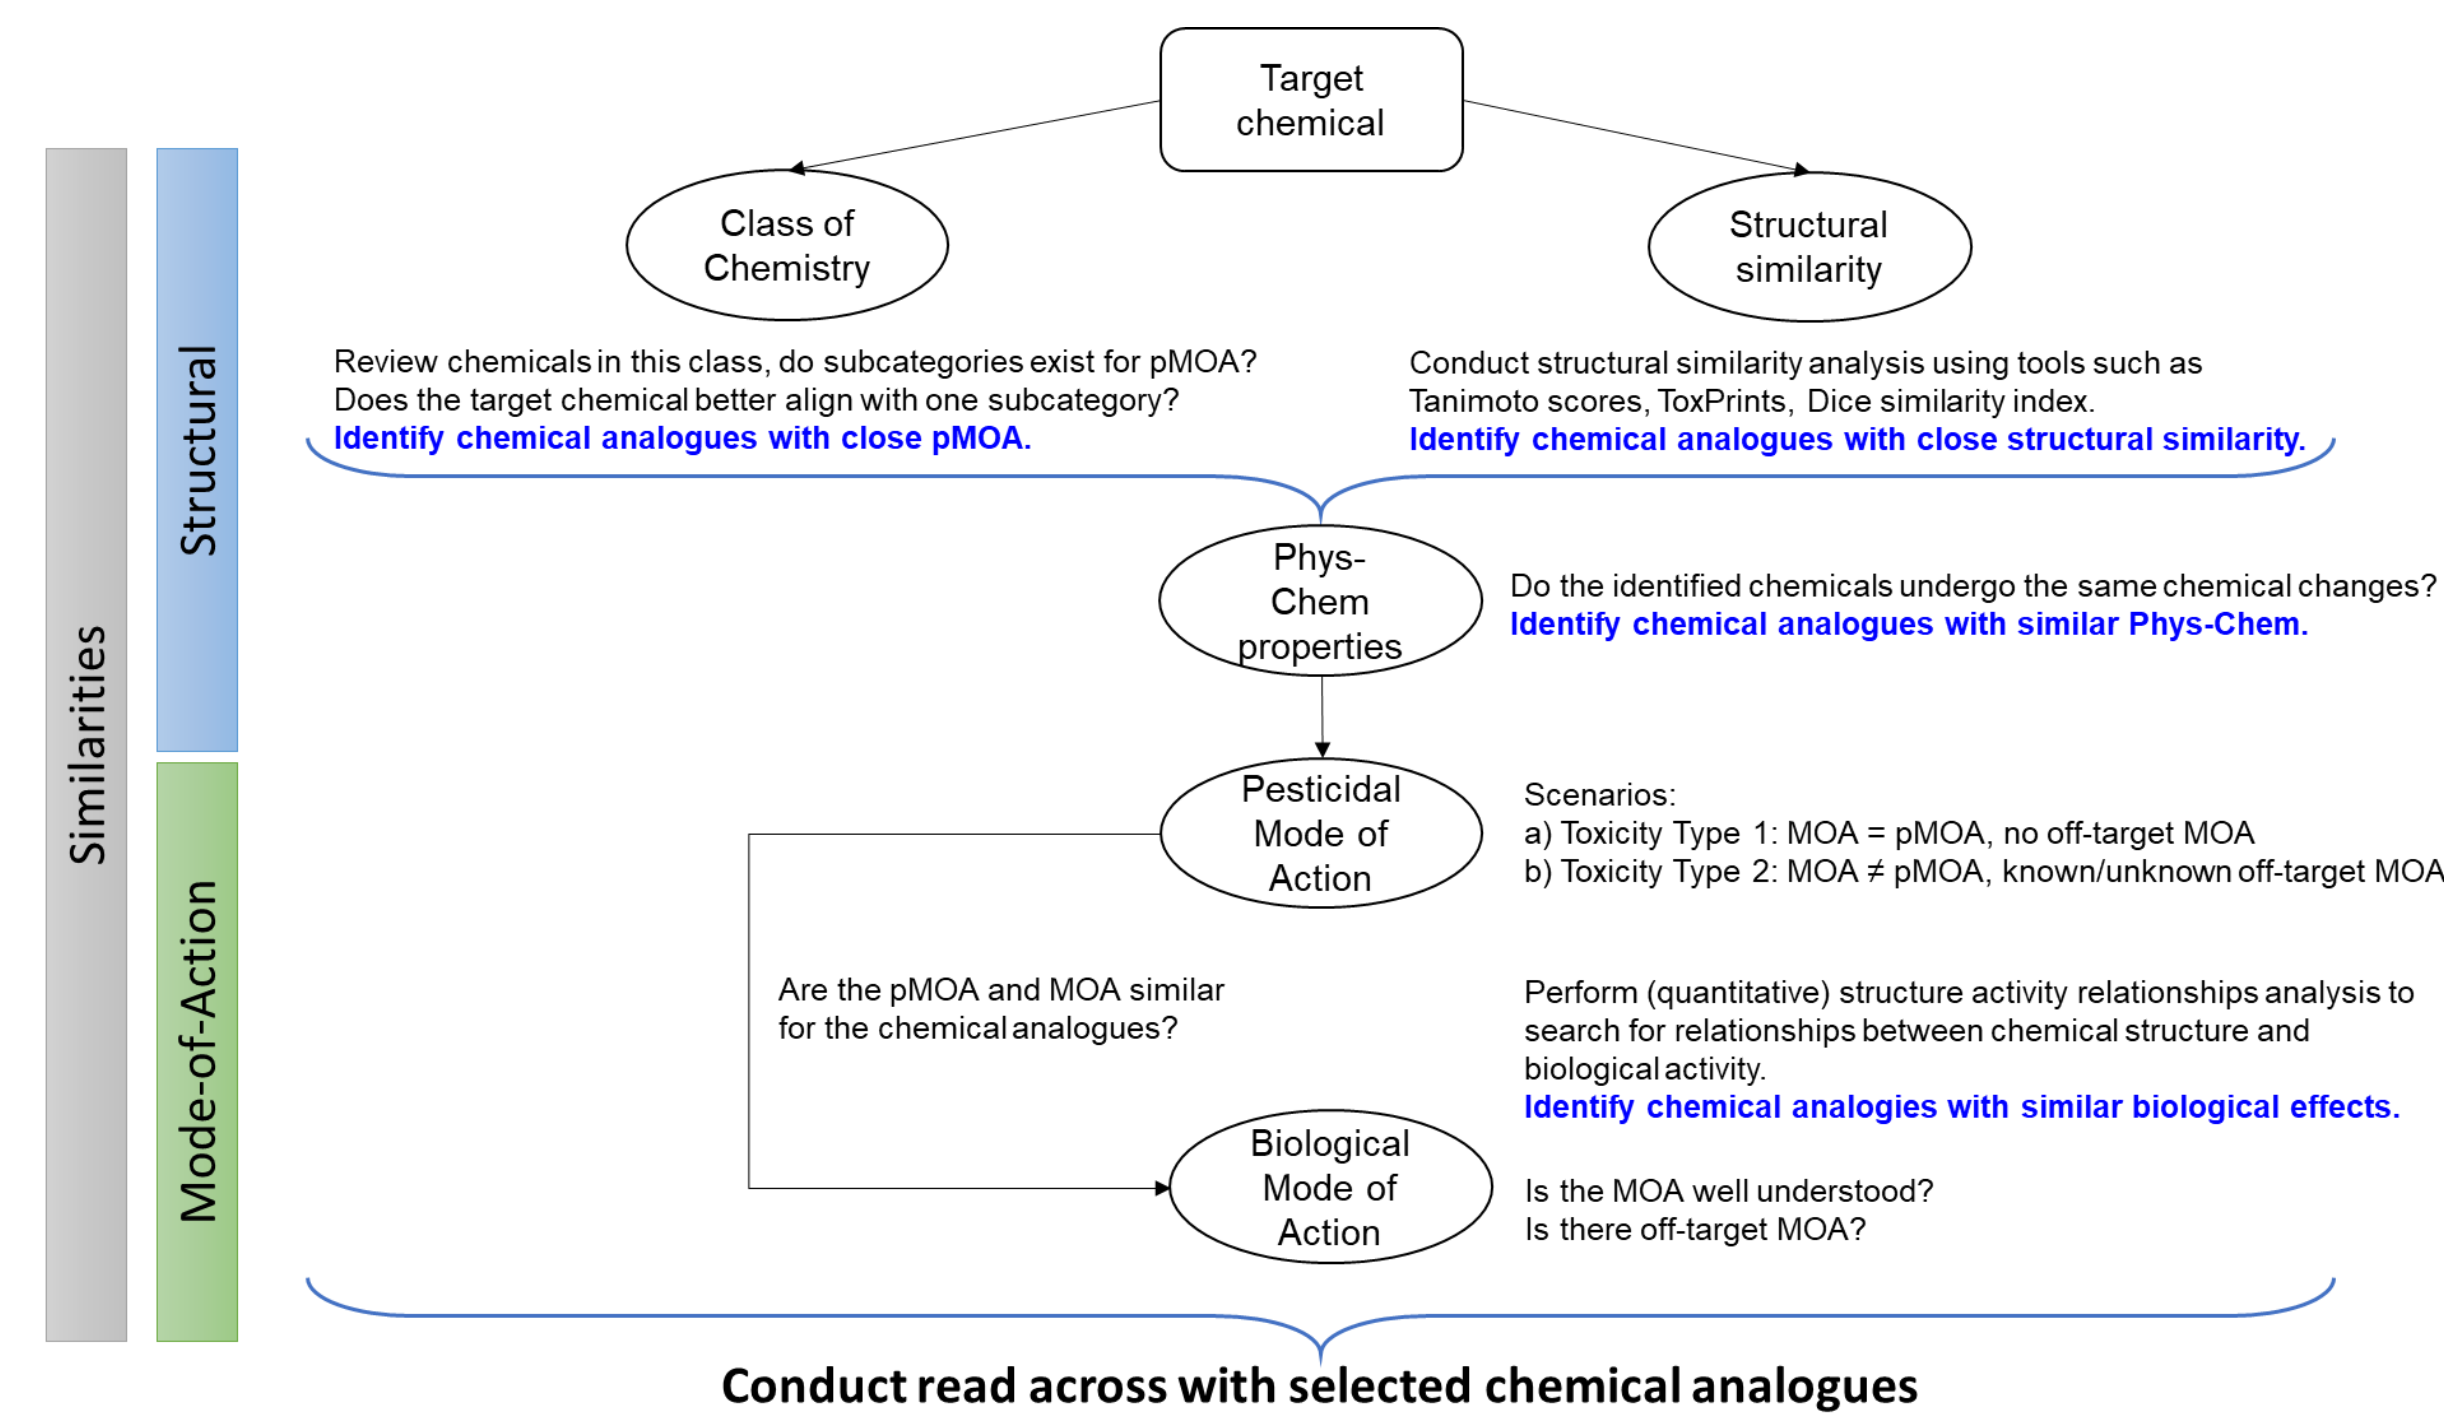 Target
chemical
Class of
Chemistry
Structural
similarity
Review chemicals in this class, do subcategories exist for pMOA?
Does the target chemical better align with one subcategory?
Identify chemical analogues with close pMOA.
Conduct structural similarity analysis using tools such as
Tanimoto scores, ToxPrints, Dice similarity index.
Identify chemical analogues with close structural similarity.
Similarities
Structural
Mode-of-Action
Phys-
Chem
properties
Do the identified chemicals undergo the same chemical changes?
Identify chemical analogues with similar Phys-Chem.
Pesticidal
Mode of
Action
Scenarios:
a) Toxicity Type 1: MOA = pMOA, no off-target MOA
b) Toxicity Type 2: MOA ≠ pMOA, known/unknown off-target MOA
Are the pMOA and MOA similar
for the chemical analogues?
Perform (quantitative) structure activity relationships analysis to
search for relationships between chemical structure and
biological activity.
Identify chemical analogies with similar biological effects.
Biological
Mode of
Action
Is the MOA well understood?
Is there off-target MOA?
Conduct read across with selected chemical analogues